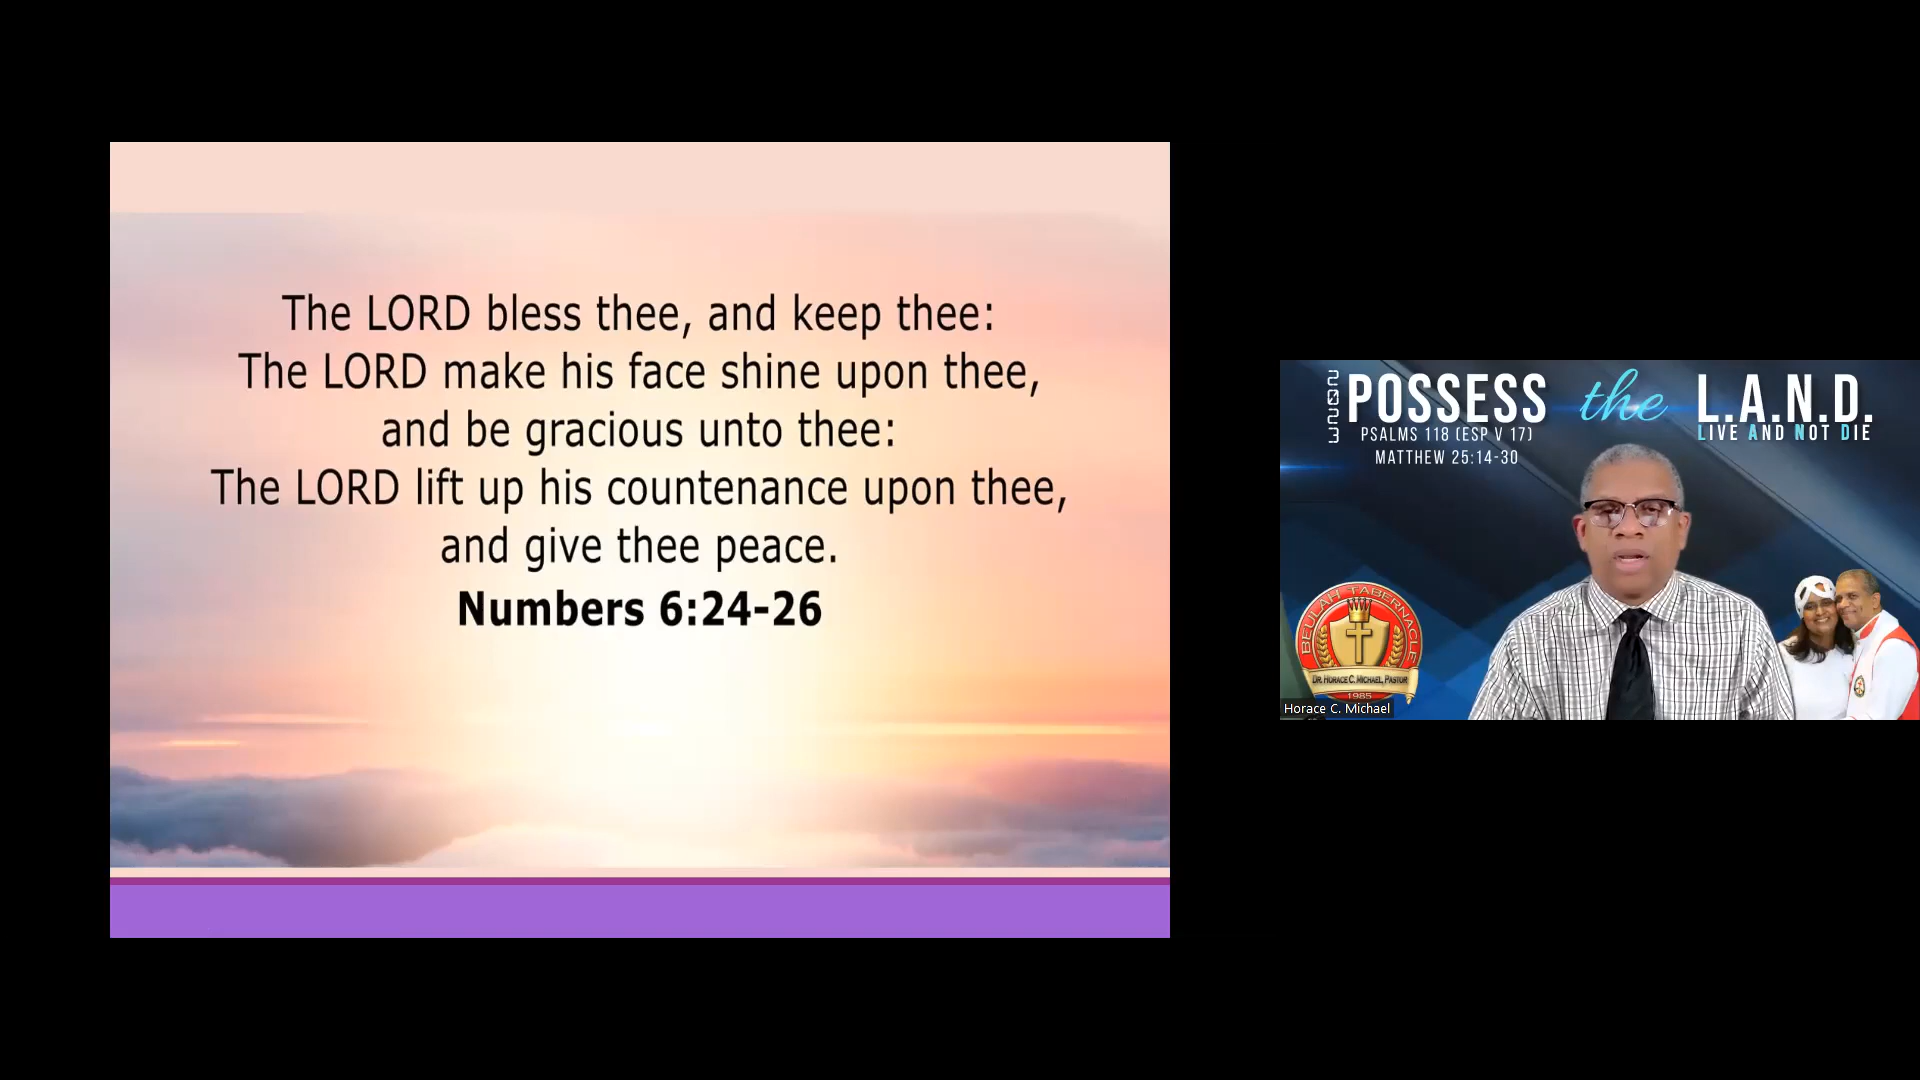 The LORD bless thee, and keep thee:
The LORD make his face shine upon thee,
and be gracious unto thee:
The LORD lift up his countenance upon thee,
and give thee peace.
Numbers 6:24-26
POSSESS the L.A.N.D.
LIVE AND NOT DIE
PSALMS 118 (ESP V 17)
MATTHEW 25:14-30
BEULAH TABERNACLE
DR. HORACE C. MICHAEL, PASTOR
1985
Horace C. Michael